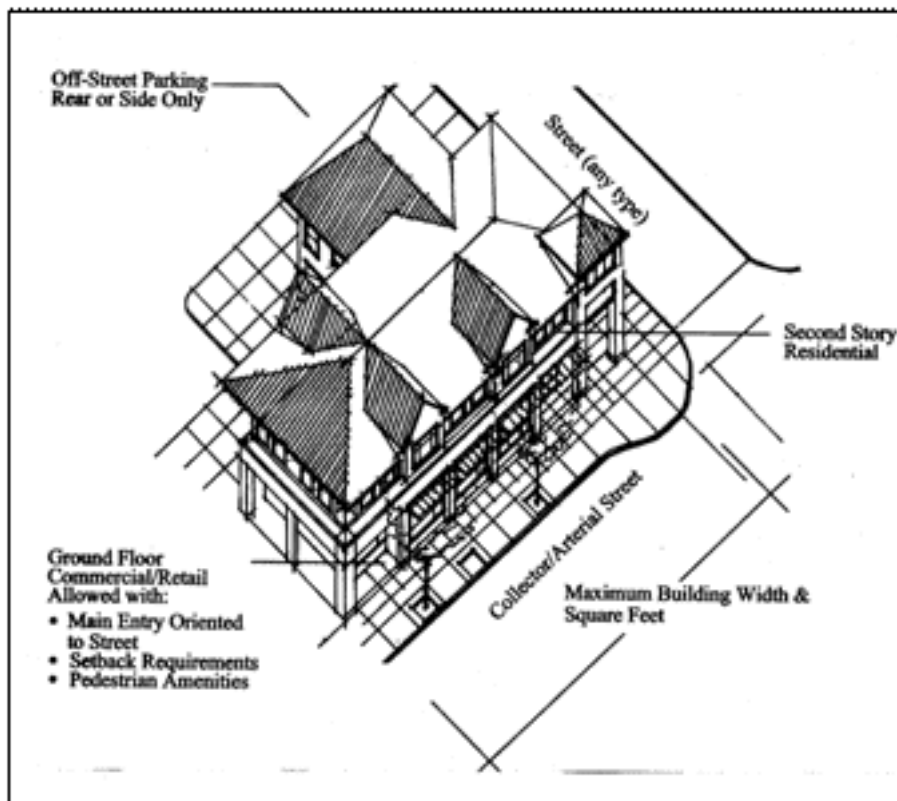 Off-Street Parking
Rear or Side Only
Street (any type)
Second Story
Residential
Ground Floor
Commercial/Retail
Allowed with:
• Main Entry Oriented
to Street
• Setback Requirements
• Pedestrian Amenities
Collector/Arterial Street
Maximum Building Width &
Square Feet